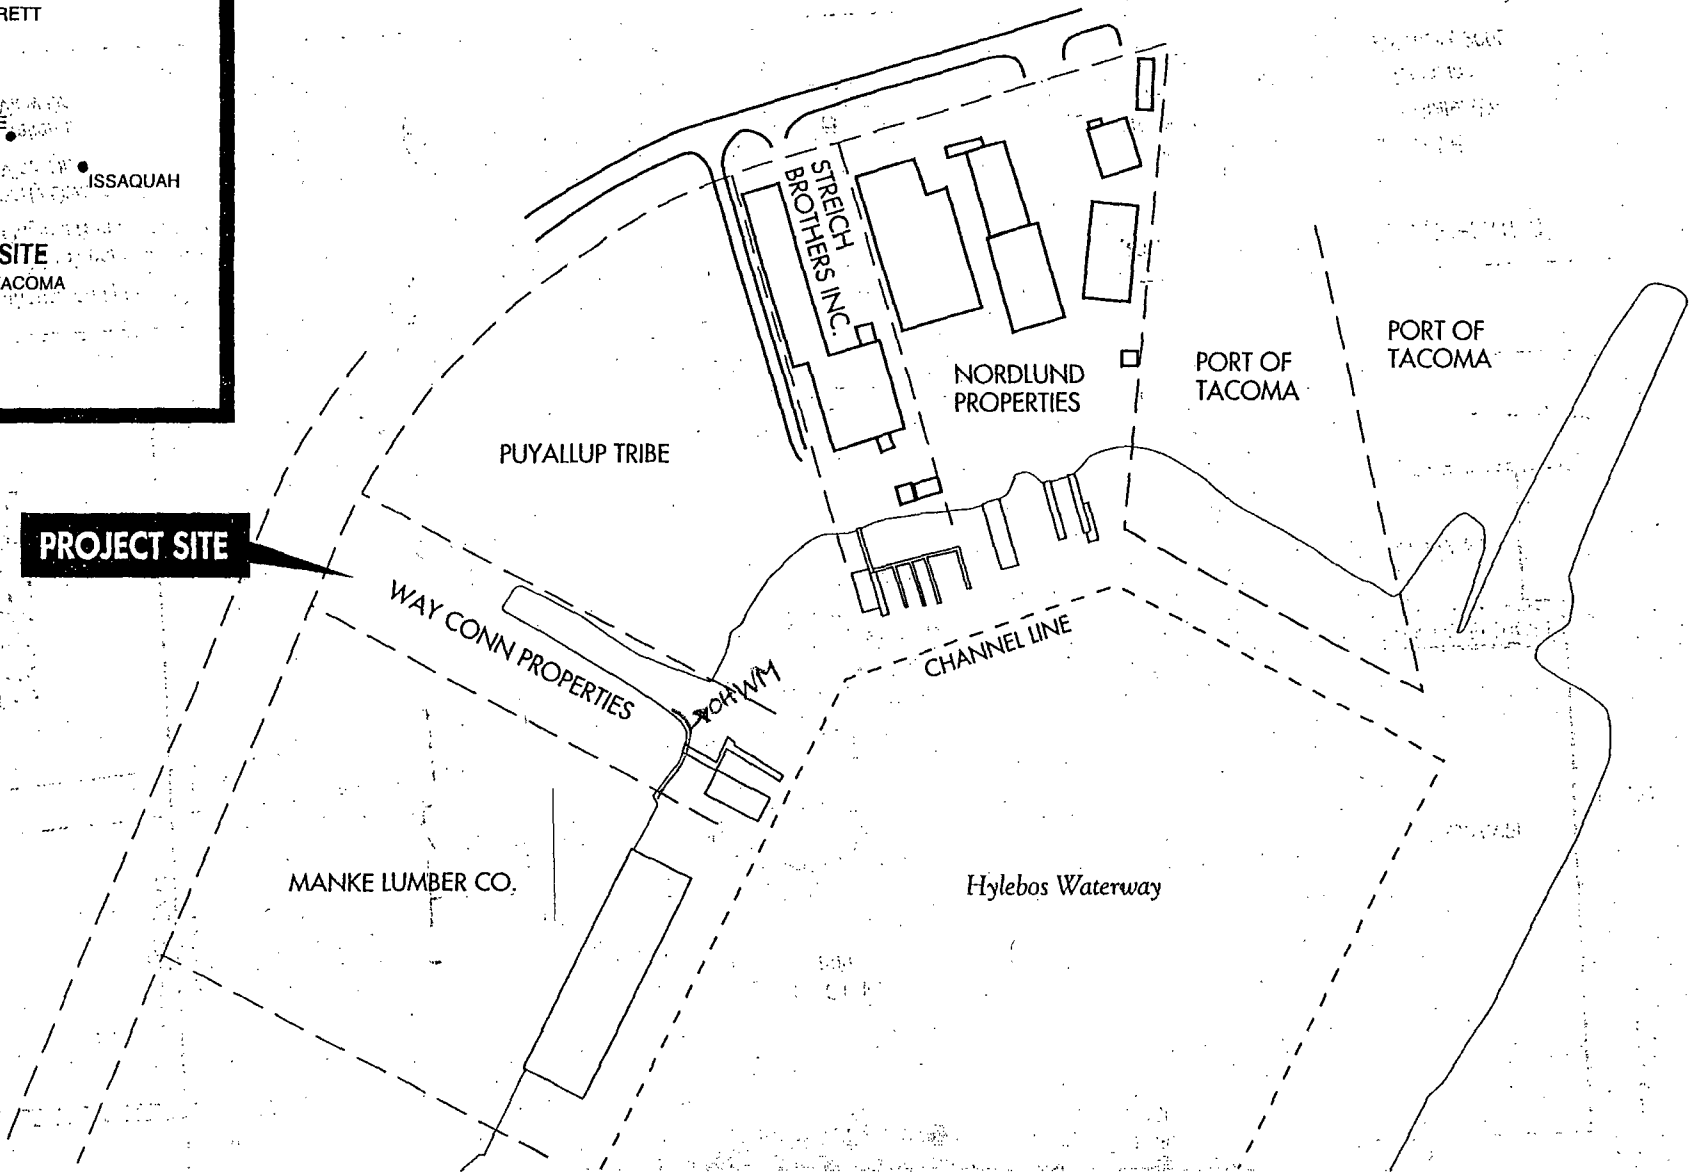 RETT
ISSAQUAH
SITE
ACOMA
STREICH
BROTHERS INC.
NORDLUND
PROPERTIES
PORT OF
TACOMA
PORT OF
TACOMA
PUYALLUP TRIBE
PROJECT SITE
WAY CONN PROPERTIES
OHWM
CHANNEL LINE
MANKE LUMBER CO.
Hylebos Waterway